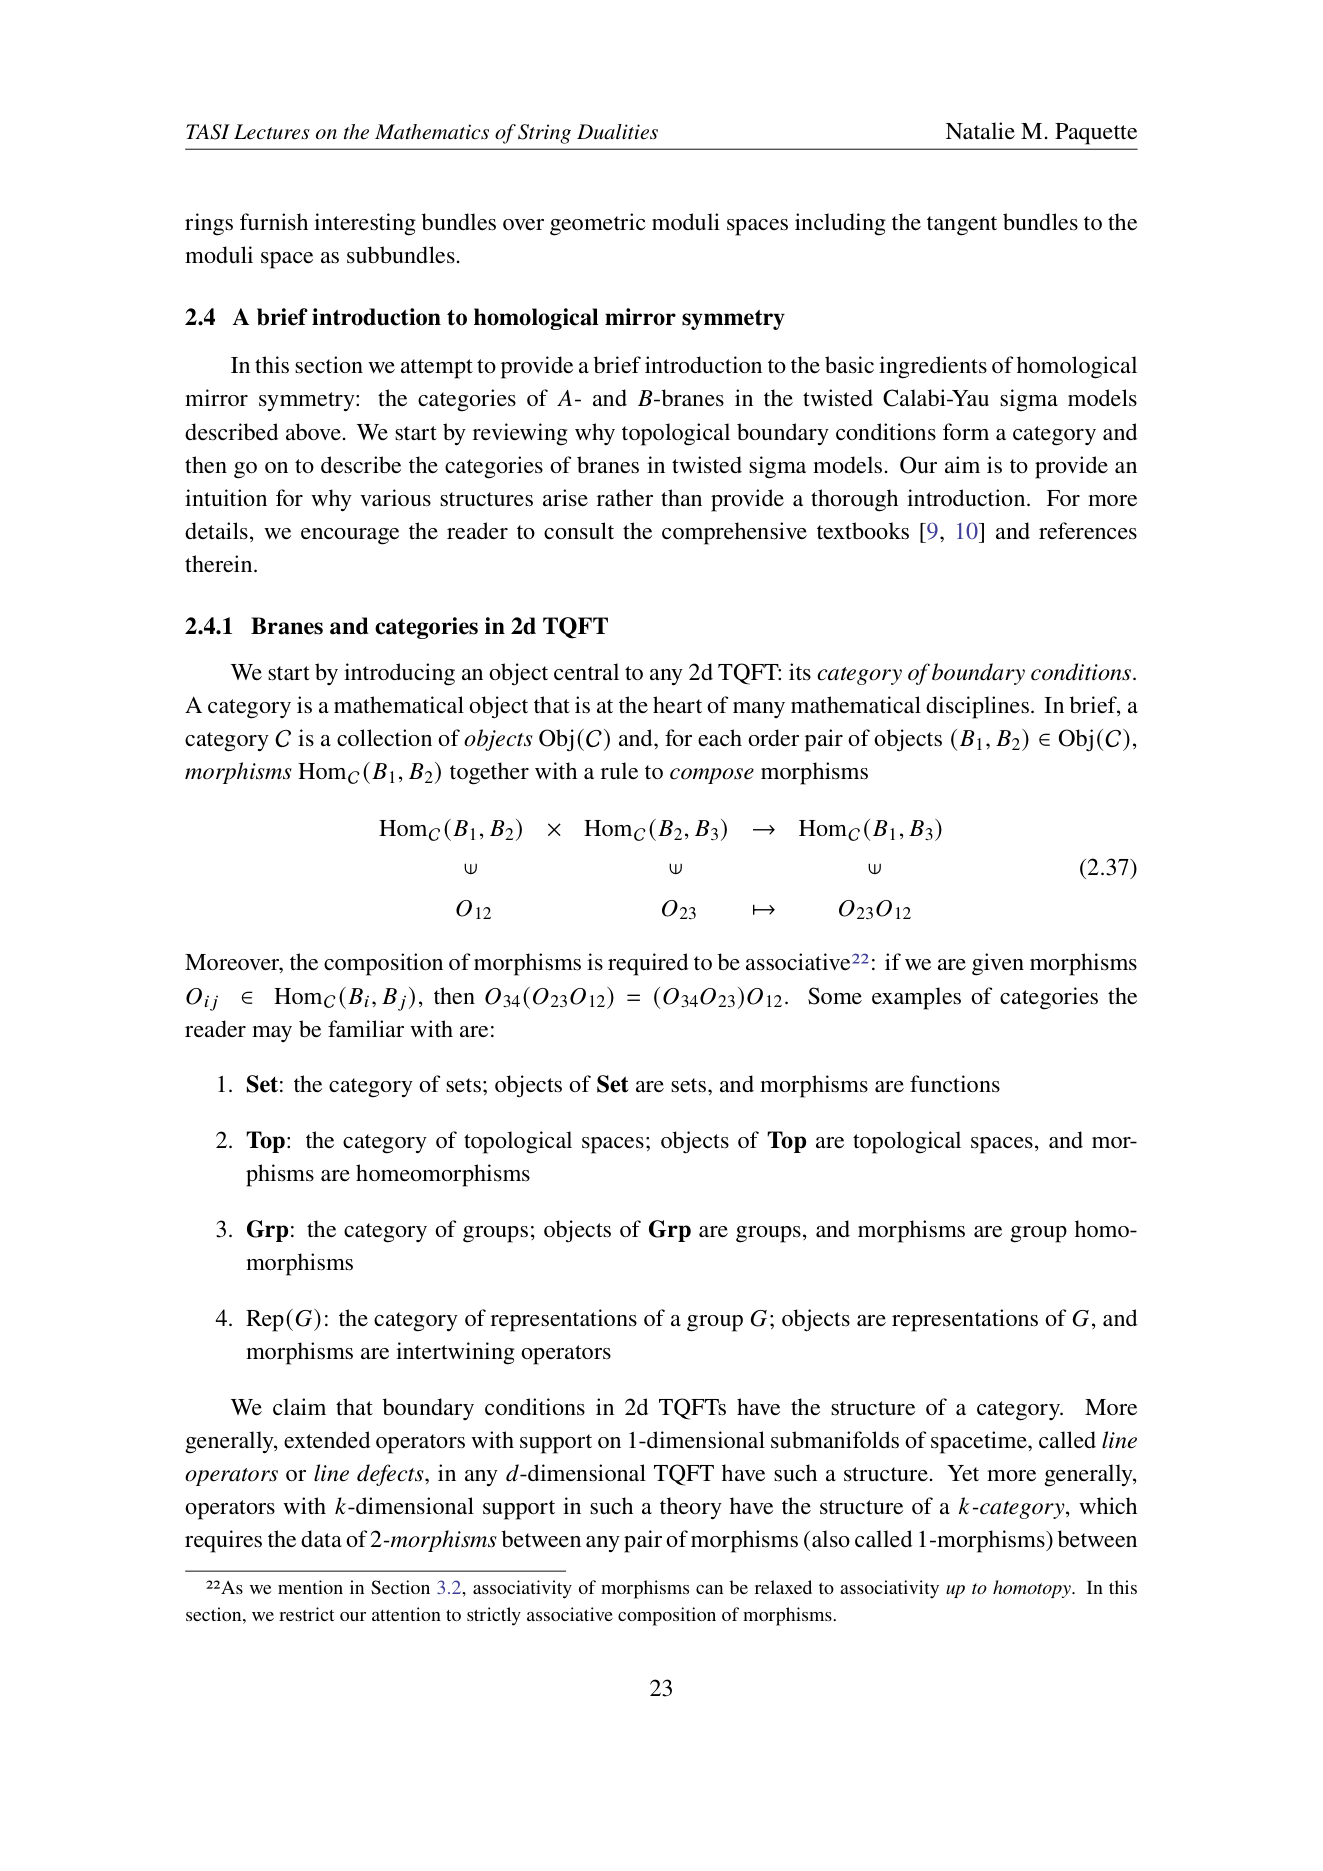 TASI Lectures on the Mathematics of String Dualities Natalie M. Paquette
rings furnish interesting bundles over geometric moduli spaces including the tangent bundles to the
moduli space as subbundles.
2.4 A brief introduction to homological mirror symmetry
In this section we attempt to provide a brief introduction to the basic ingredients of homological
mirror symmetry: the categories of A- and B-branes in the twisted Calabi-Yau sigma models
described above. We start by reviewing why topological boundary conditions form a category and
then go on to describe the categories of branes in twisted sigma models. Our aim is to provide an
intuition for why various structures arise rather than provide a thorough introduction. For more
details, we encourage the reader to consult the comprehensive textbooks [9, 10] and references
therein.
2.4.1 Branes and categories in 2d TQFT
We start by introducing an object central to any 2d TQFT: its category of boundary conditions.
A category is a mathematical object that is at the heart of many mathematical disciplines. In brief, a
category C is a collection of objects Obj(C) and, for each order pair of objects (B₁, B₂) ∈ Obj(C),
morphisms Hom_C(B₁, B₂) together with a rule to compose morphisms
Hom_C(B₁, B₂) × Hom_C(B₂, B₃) → Hom_C(B₁, B₃)
⋓ ⋓ ⋓ (2.37)
O₁₂ O₂₃ ↦ O₂₃O₁₂
Moreover, the composition of morphisms is required to be associative²²: if we are given morphisms
O_ij ∈ Hom_C(B_i, B_j), then O₃₄(O₂₃O₁₂) = (O₃₄O₂₃)O₁₂. Some examples of categories the
reader may be familiar with are:
1. Set: the category of sets; objects of Set are sets, and morphisms are functions
2. Top: the category of topological spaces; objects of Top are topological spaces, and mor-
phisms are homeomorphisms
3. Grp: the category of groups; objects of Grp are groups, and morphisms are group homo-
morphisms
4. Rep(G): the category of representations of a group G; objects are representations of G, and
morphisms are intertwining operators
We claim that boundary conditions in 2d TQFTs have the structure of a category. More
generally, extended operators with support on 1-dimensional submanifolds of spacetime, called line
operators or line defects, in any d-dimensional TQFT have such a structure. Yet more generally,
operators with k-dimensional support in such a theory have the structure of a k-category, which
requires the data of 2-morphisms between any pair of morphisms (also called 1-morphisms) between
²²As we mention in Section 3.2, associativity of morphisms can be relaxed to associativity up to homotopy. In this
section, we restrict our attention to strictly associative composition of morphisms.
23